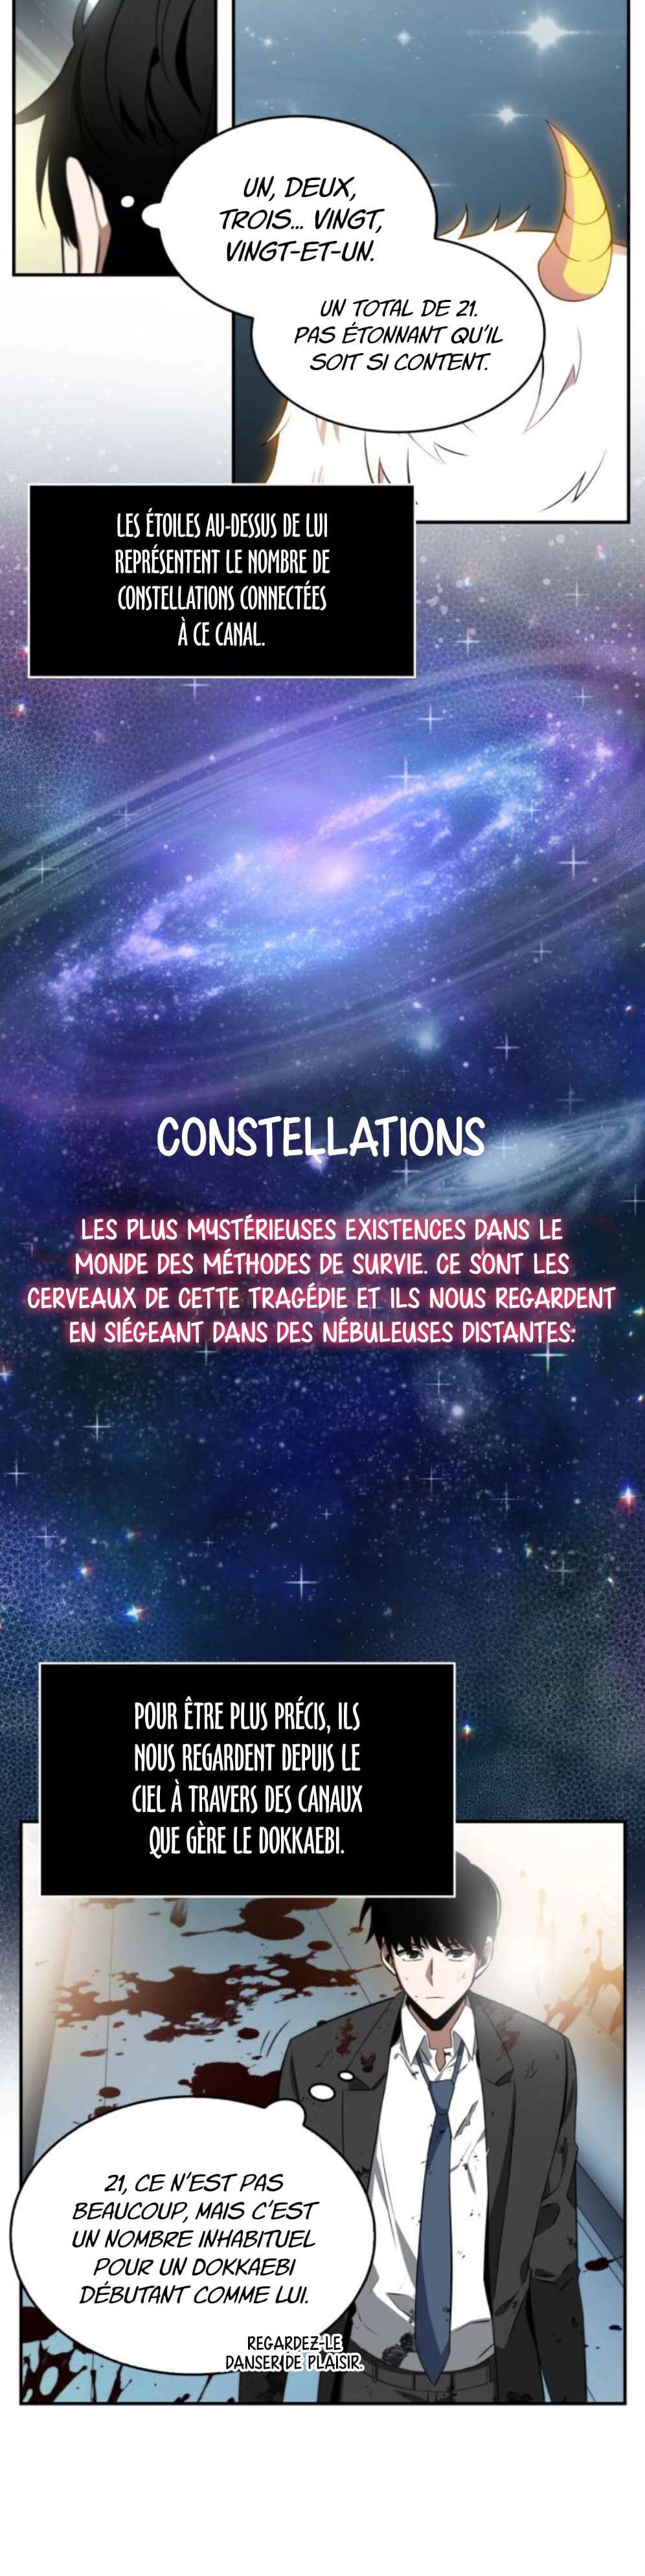 UN, DEUX,
TROIS... VINGT,
VINGT-ET-UN.
UN TOTAL DE 21.
PAS ÉTONNANT QU'IL
SOIT SI CONTENT.
LES ÉTOILES AU-DESSUS DE LUI
REPRÉSENTENT LE NOMBRE DE
CONSTELLATIONS CONNECTÉES
À CE CANAL.
CONSTELLATIONS
LES PLUS MYSTÉRIEUSES EXISTENCES DANS LE
MONDE DES MÉTHODES DE SURVIE. CE SONT LES
CERVEAUX DE CETTE TRAGÉDIE ET ILS NOUS REGARDENT
EN SIÉGEANT DANS DES NÉBULEUSES DISTANTES.
POUR ÊTRE PLUS PRÉCIS, ILS
NOUS REGARDENT DEPUIS LE
CIEL À TRAVERS DES CANAUX
QUE GÈRE LE DOKKAEBI.
21, CE N'EST PAS
BEAUCOUP, MAIS C'EST
UN NOMBRE INHABITUEL
POUR UN DOKKAEBI
DÉBUTANT COMME LUI.
REGARDEZ-LE
DANSER DE PLAISIR.